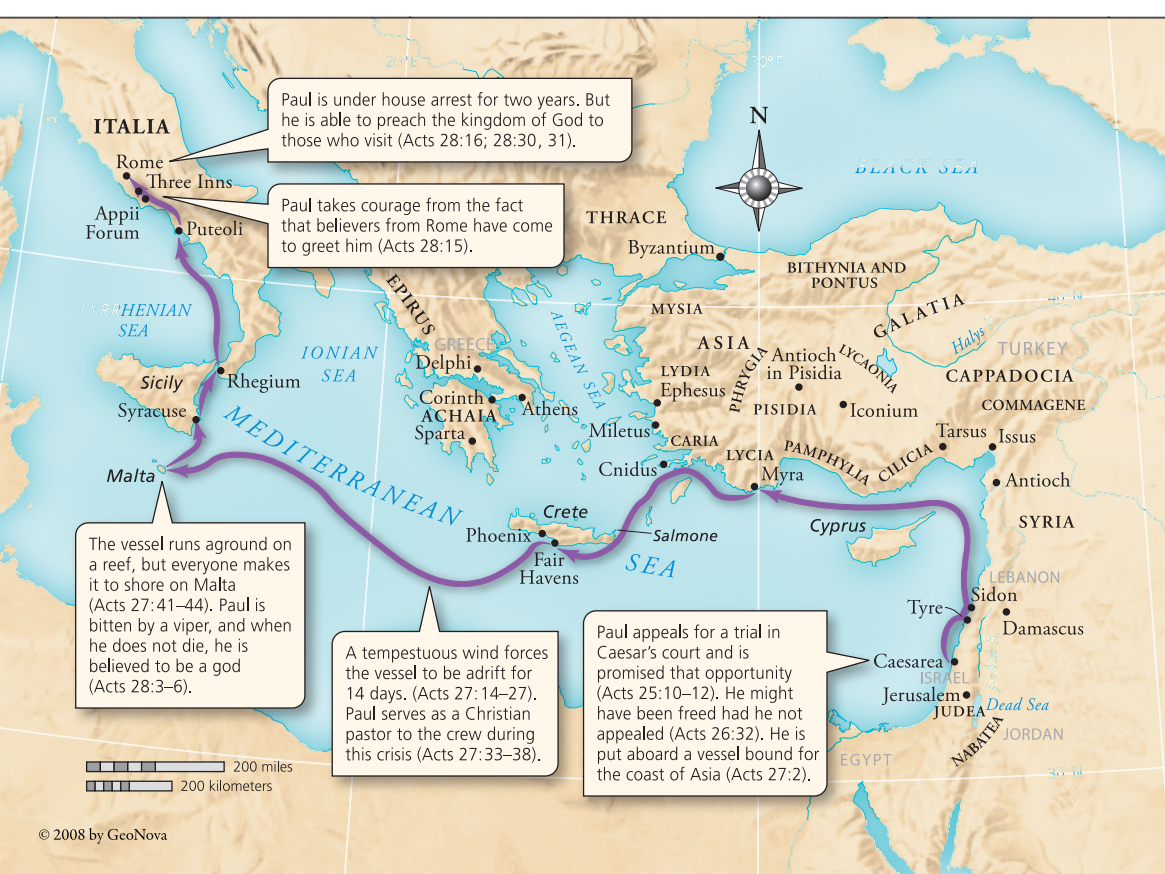 Paul is under house arrest for two years. But
he is able to preach the kingdom of God to
those who visit (Acts 28:16; 28:30, 31).
ITALIA
Rome
Three Inns
Appii
Forum
Puteoli
Paul takes courage from the fact
that believers from Rome have come
to greet him (Acts 28:15).
N
BLACK SEA
THRACE
Byzantium
BITHYNIA AND
PONTUS
EPIRUS
MYSIA
GALATIA
40° N
TYRRHENIAN
SEA
IONIAN
SEA
AEGEAN SEA
GREECE
Delphi
ASIA
PHRYGIA
Antioch
in Pisidia
LYCAONIA
Halys
TURKEY
Sicily
Rhegium
LYDIA
Ephesus
CAPPADOCIA
Corinth
ACHAIA
Athens
PISIDIA
Iconium
COMMAGENE
Syracuse
Sparta
Miletus
CARIA
Tarsus
Issus
MEDITERRANEAN
SEA
LYCIA
PAMPHYLIA
CILICIA
Malta
Cnidus
Myra
Antioch
Crete
Cyprus
SYRIA
Phoenix
Salmone
Fair
Havens
LEBANON
Sidon
Tyre
Damascus
The vessel runs aground on
a reef, but everyone makes
it to shore on Malta
(Acts 27:41–44). Paul is
bitten by a viper, and when
he does not die, he is
believed to be a god
(Acts 28:3–6).
A tempestuous wind forces
the vessel to be adrift for
14 days. (Acts 27:14–27).
Paul serves as a Christian
pastor to the crew during
this crisis (Acts 27:33–38).
Paul appeals for a trial in
Caesar’s court and is
promised that opportunity
(Acts 25:10–12). He might
have been freed had he not
appealed (Acts 26:32). He is
put aboard a vessel bound for
the coast of Asia (Acts 27:2).
Caesarea
ISRAEL
Jerusalem
JUDEA
Dead Sea
NABATEA
JORDAN
EGYPT
200 miles
200 kilometers
© 2008 by GeoNova